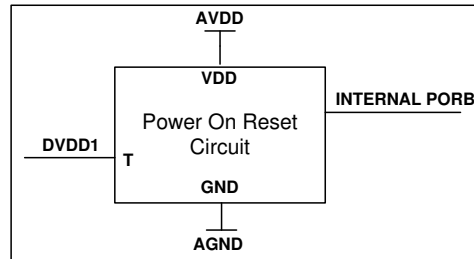 AVDD
VDD
INTERNAL PORB
Power On Reset
Circuit
DVDD1
T
GND
AGND